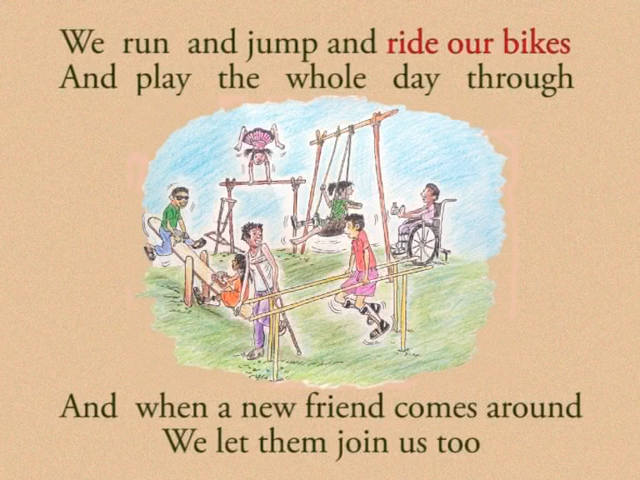 We run and jump and ride our bikes
And play the whole day through
And when a new friend comes around
We let them join us too